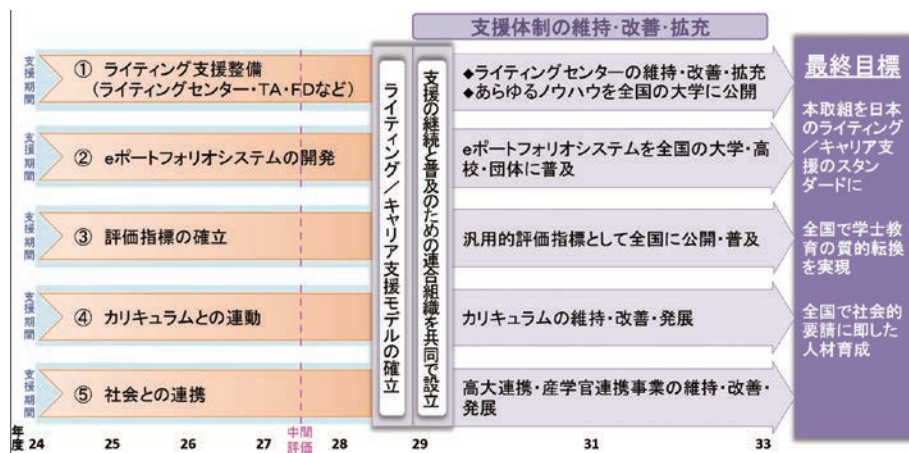 支援体制の維持・改善・拡充
支援期間
① ライティング支援整備
(ライティングセンター・TA・FDなど)
支援期間
② eポートフォリオシステムの開発
支援期間
③ 評価指標の確立
支援期間
④ カリキュラムとの連動
支援期間
⑤ 社会との連携
ライティング/キャリア支援モデルの確立
支援の継続と普及のための連合組織を共同で設立
◆ライティングセンターの維持・改善・拡充
◆あらゆるノウハウを全国の大学に公開
eポートフォリオシステムを全国の大学・高
校・団体に普及
汎用的評価指標として全国に公開・普及
カリキュラムの維持・改善・発展
高大連携・産学官連携事業の維持・改善・
発展
最終目標
本取組を日本
のライティング
/キャリア支
援のスタン
ダードに
全国で学士教
育の質的転換
を実現
全国で社会的
要請に即した
人材育成
年度 24 25 26 27 中間評価 28 29 31 33